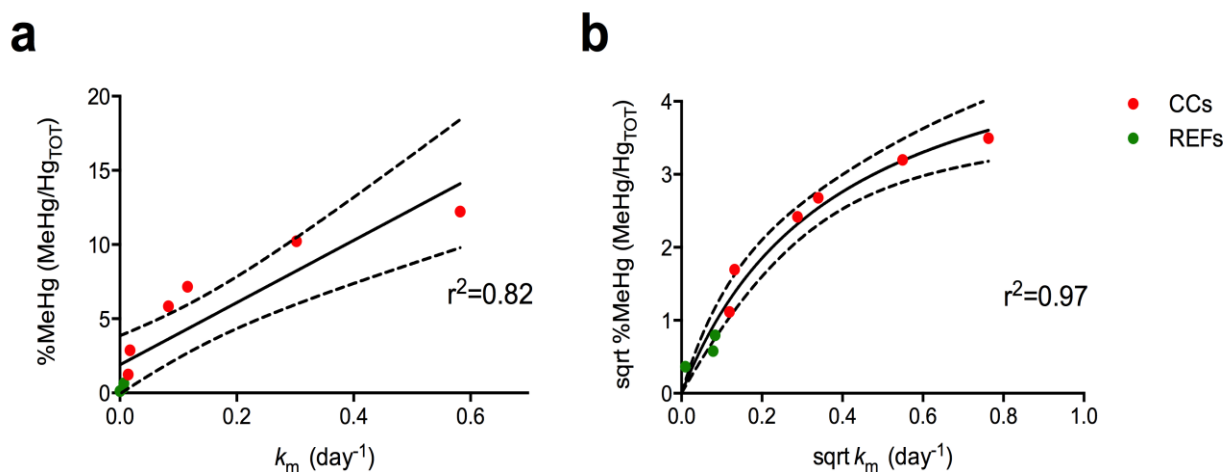 a
20
15
10
5
0
0.0 0.2 0.4 0.6
%MeHg (MeHg/HgTOT)
km (day-1)
r2=0.82
b
4
3
2
1
0
0.0 0.2 0.4 0.6 0.8 1.0
sqrt %MeHg (MeHg/HgTOT)
sqrt km (day-1)
r2=0.97
CCs
REFs